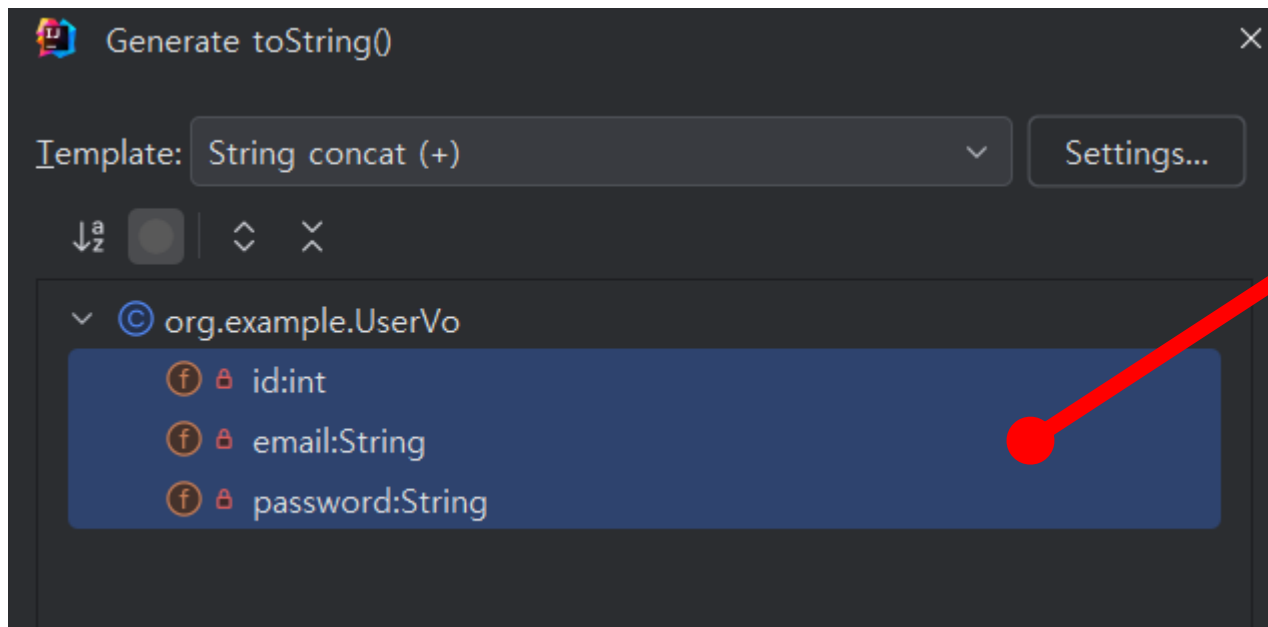 Generate toString()
Template: String concat (+) Settings...
org.example.UserVo
id:int
email:String
password:String